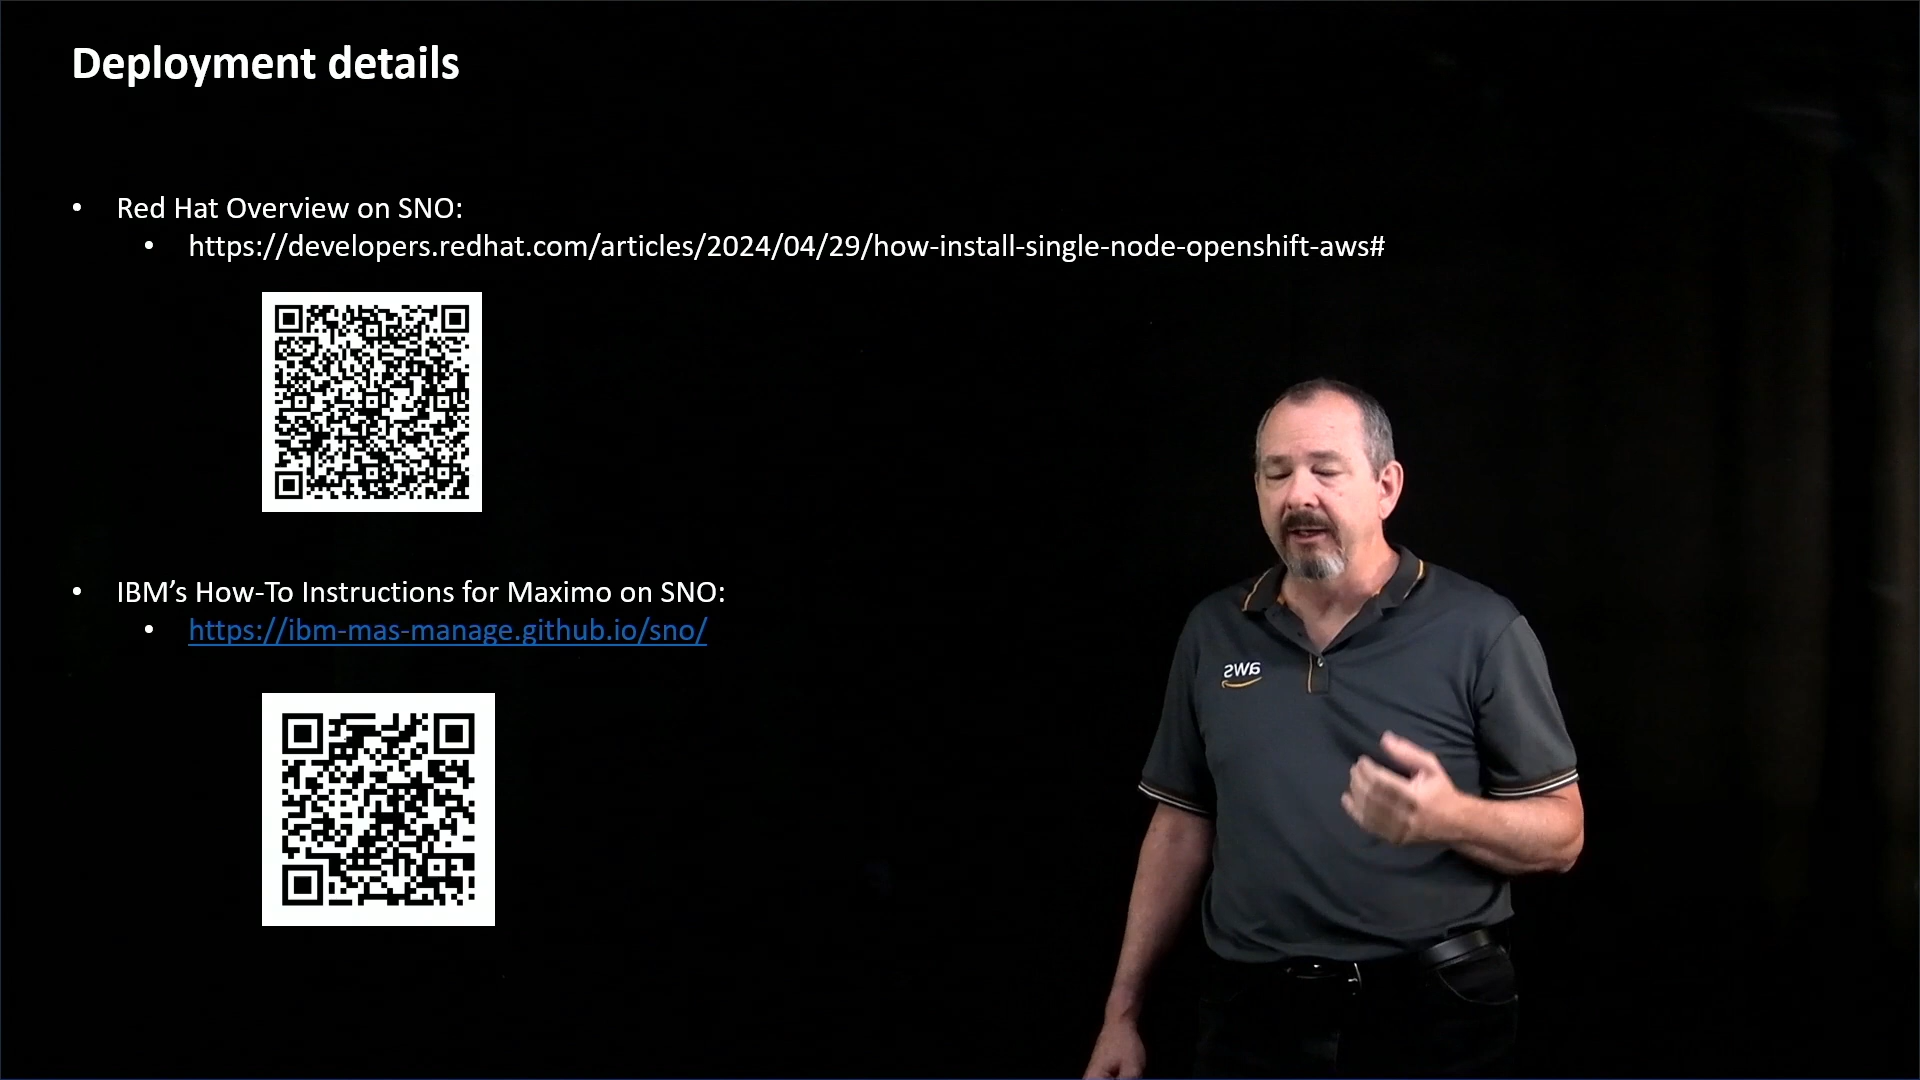 Deployment details
• Red Hat Overview on SNO:
• https://developers.redhat.com/articles/2024/04/29/how-install-single-node-openshift-aws#
• IBM’s How-To Instructions for Maximo on SNO:
• https://ibm-mas-manage.github.io/sno/
aws